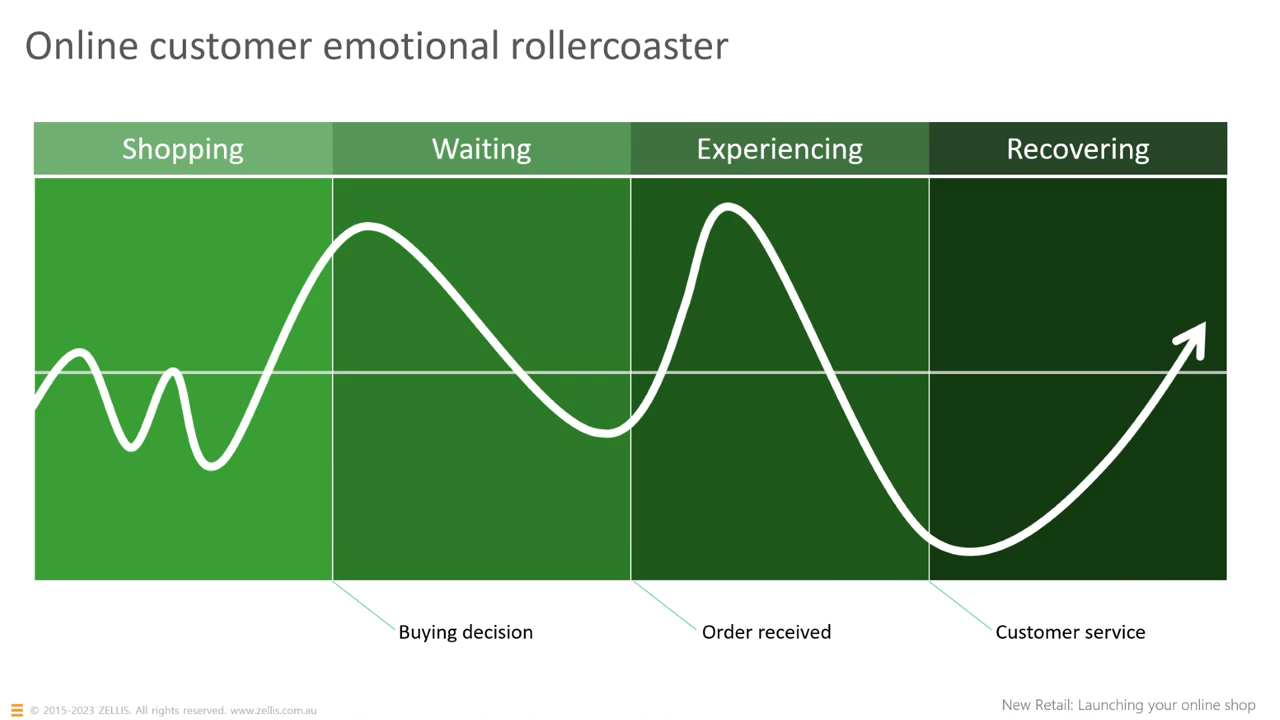 Online customer emotional rollercoaster
Shopping
Waiting
Experiencing
Recovering
Buying decision
Order received
Customer service
© 2015-2023 ZELLIS. All rights reserved. www.zellis.com.au
New Retail: Launching your online shop